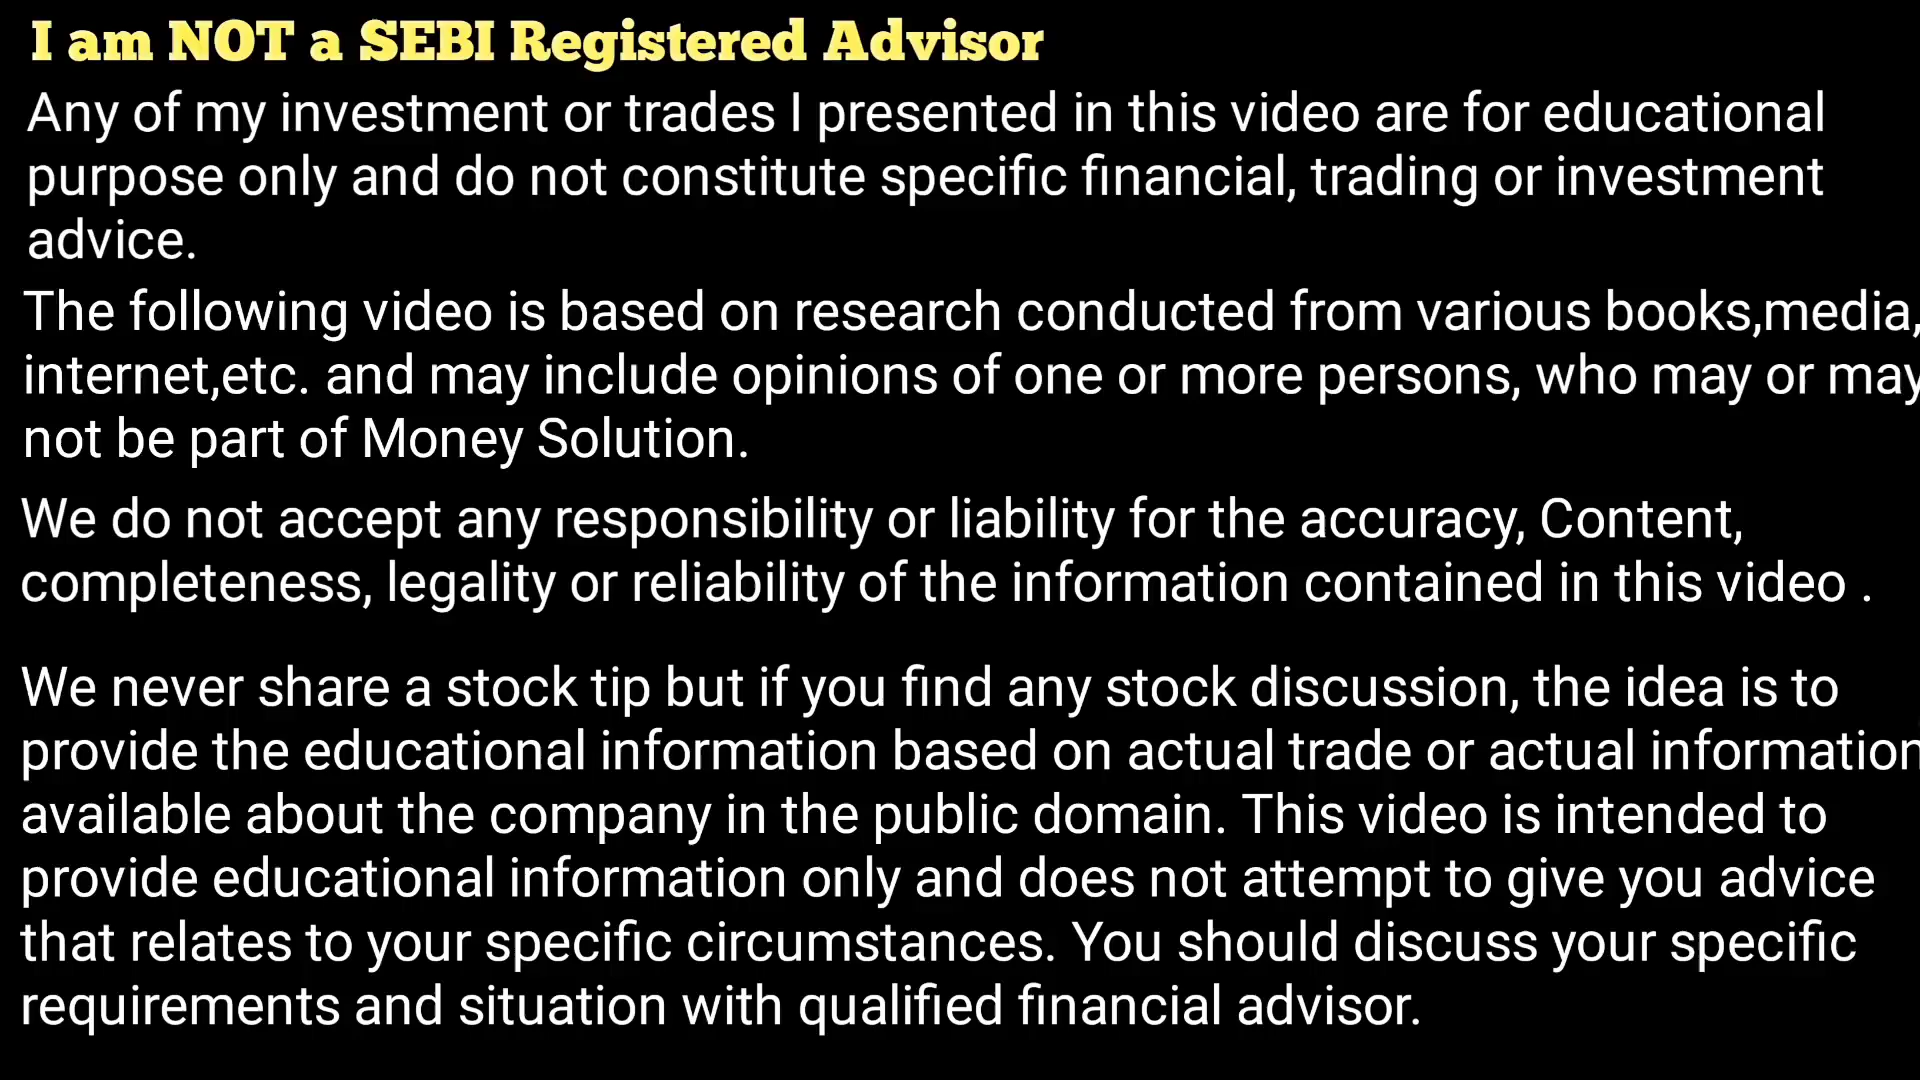 I am NOT a SEBI Registered Advisor
Any of my investment or trades I presented in this video are for educational
purpose only and do not constitute specific financial, trading or investment
advice.
The following video is based on research conducted from various books,media,
internet,etc. and may include opinions of one or more persons, who may or may
not be part of Money Solution.
We do not accept any responsibility or liability for the accuracy, Content,
completeness, legality or reliability of the information contained in this video .
We never share a stock tip but if you find any stock discussion, the idea is to
provide the educational information based on actual trade or actual information
available about the company in the public domain. This video is intended to
provide educational information only and does not attempt to give you advice
that relates to your specific circumstances. You should discuss your specific
requirements and situation with qualified financial advisor.